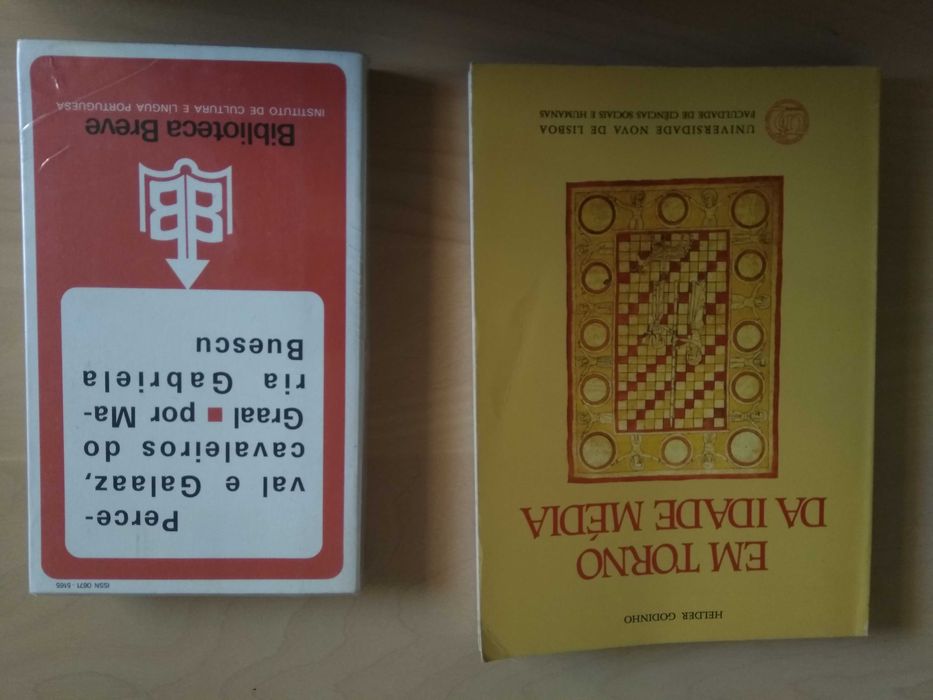 ISSN 0871 - 5165
Perce-
val e Galaaz,
cavaleiros do
Graal ■ por Ma-
ria Gabriela
Buescu
Biblioteca Breve
INSTITUTO DE CULTURA E LÍNGUA PORTUGUESA
HELDER GODINHO
EM TORNO
DA IDADE MÉDIA
UNIVERSIDADE NOVA DE LISBOA
FACULDADE DE CIÊNCIAS SOCIAIS E HUMANAS